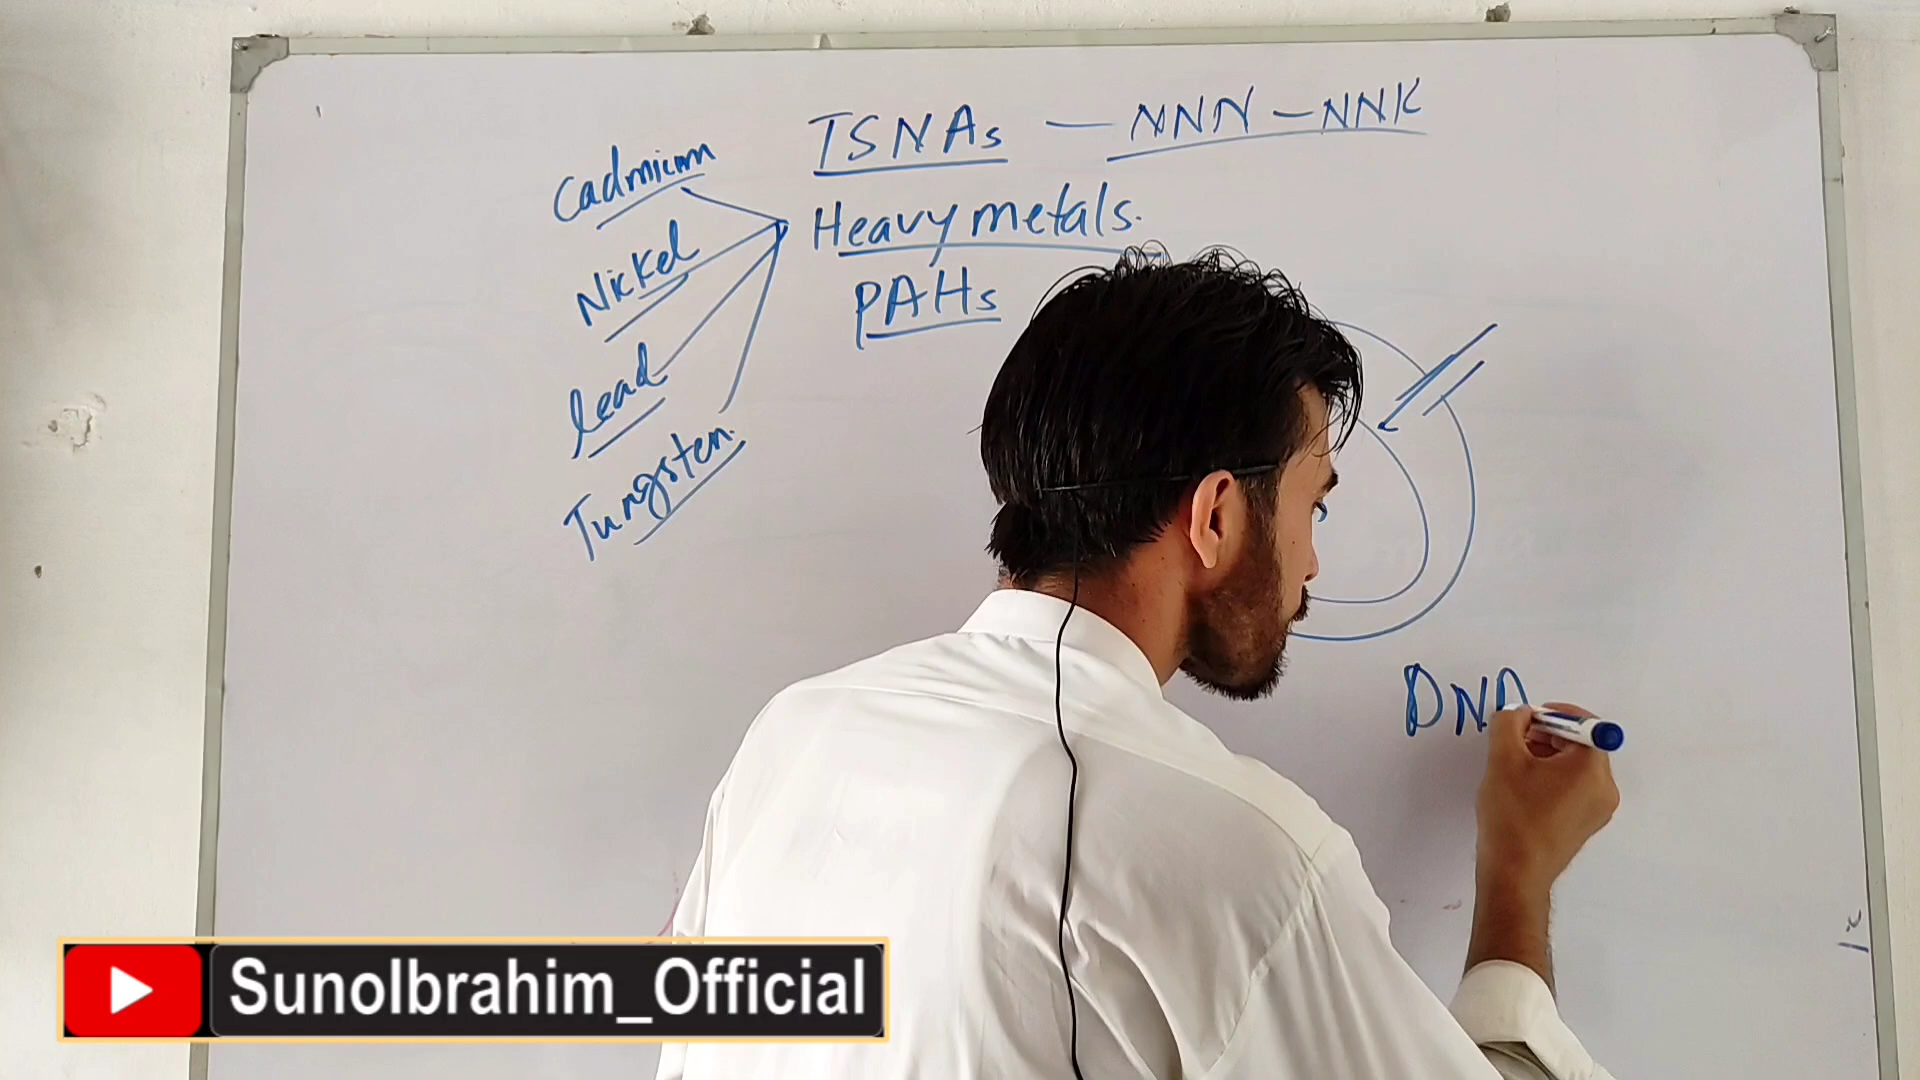 TSNAs — NNN - NNK
Heavy metals.
PAHs
Cadmium
Nickel
lead
Tungsten.
DNA
SunoIbrahim_Official